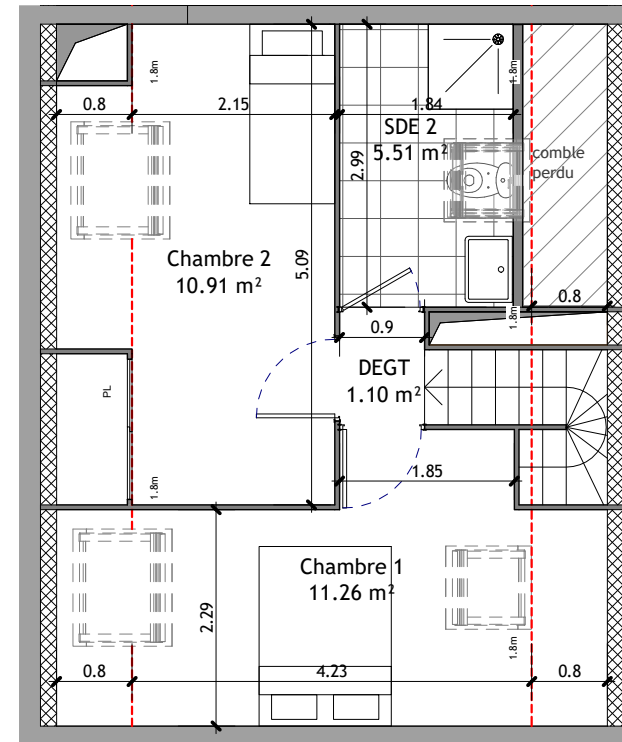 1.8m
1.8m
0.8
2.15
1.84
SDE 2
5.51 m²
2.99
comble
perdu
Chambre 2
10.91 m²
5.09
0.8
0.9
1.8m
DEGT
1.10 m²
PL
1.85
1.8m
Chambre 1
11.26 m²
2.29
1.8m
0.8
4.23
0.8